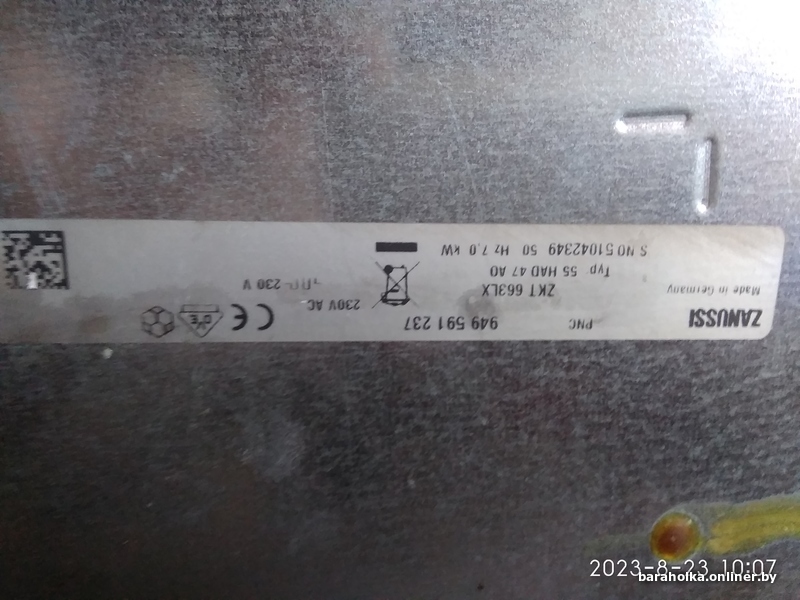 ZANUSSI
PNC 949 591 237 230V AC
Made in Germany
ZKT 663LX 230 V
Typ 55 HAD 47 AO
S NO 51042349 50 Hz 7,0 kW
CE
D/E
2023-8-23 10:07
baraholka.onliner.by